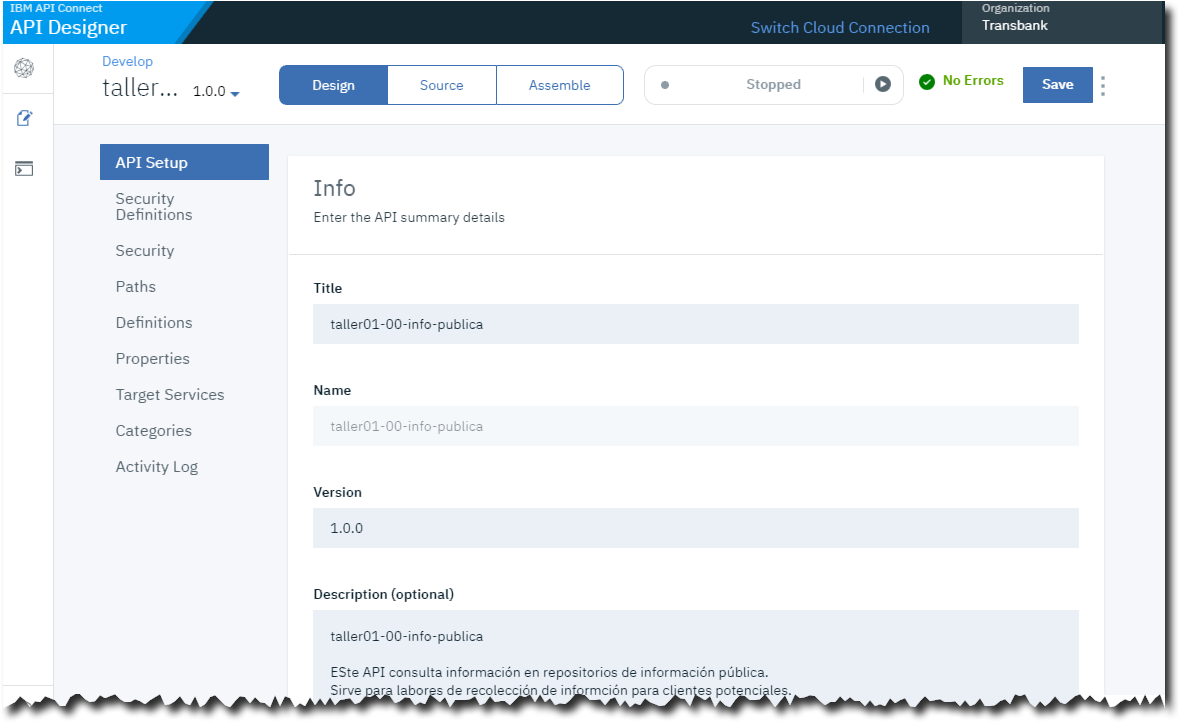 IBM API Connect
API Designer
Switch Cloud Connection
Organization
Transbank
Develop
taller... 1.0.0
Design
Source
Assemble
Stopped
No Errors
Save
API Setup
Security
Definitions
Security
Paths
Definitions
Properties
Target Services
Categories
Activity Log
Info
Enter the API summary details
Title
taller01-00-info-publica
Name
taller01-00-info-publica
Version
1.0.0
Description (optional)
taller01-00-info-publica
ESte API consulta información en repositorios de información pública.
Sirve para labores de recolección de informción para clientes potenciales.